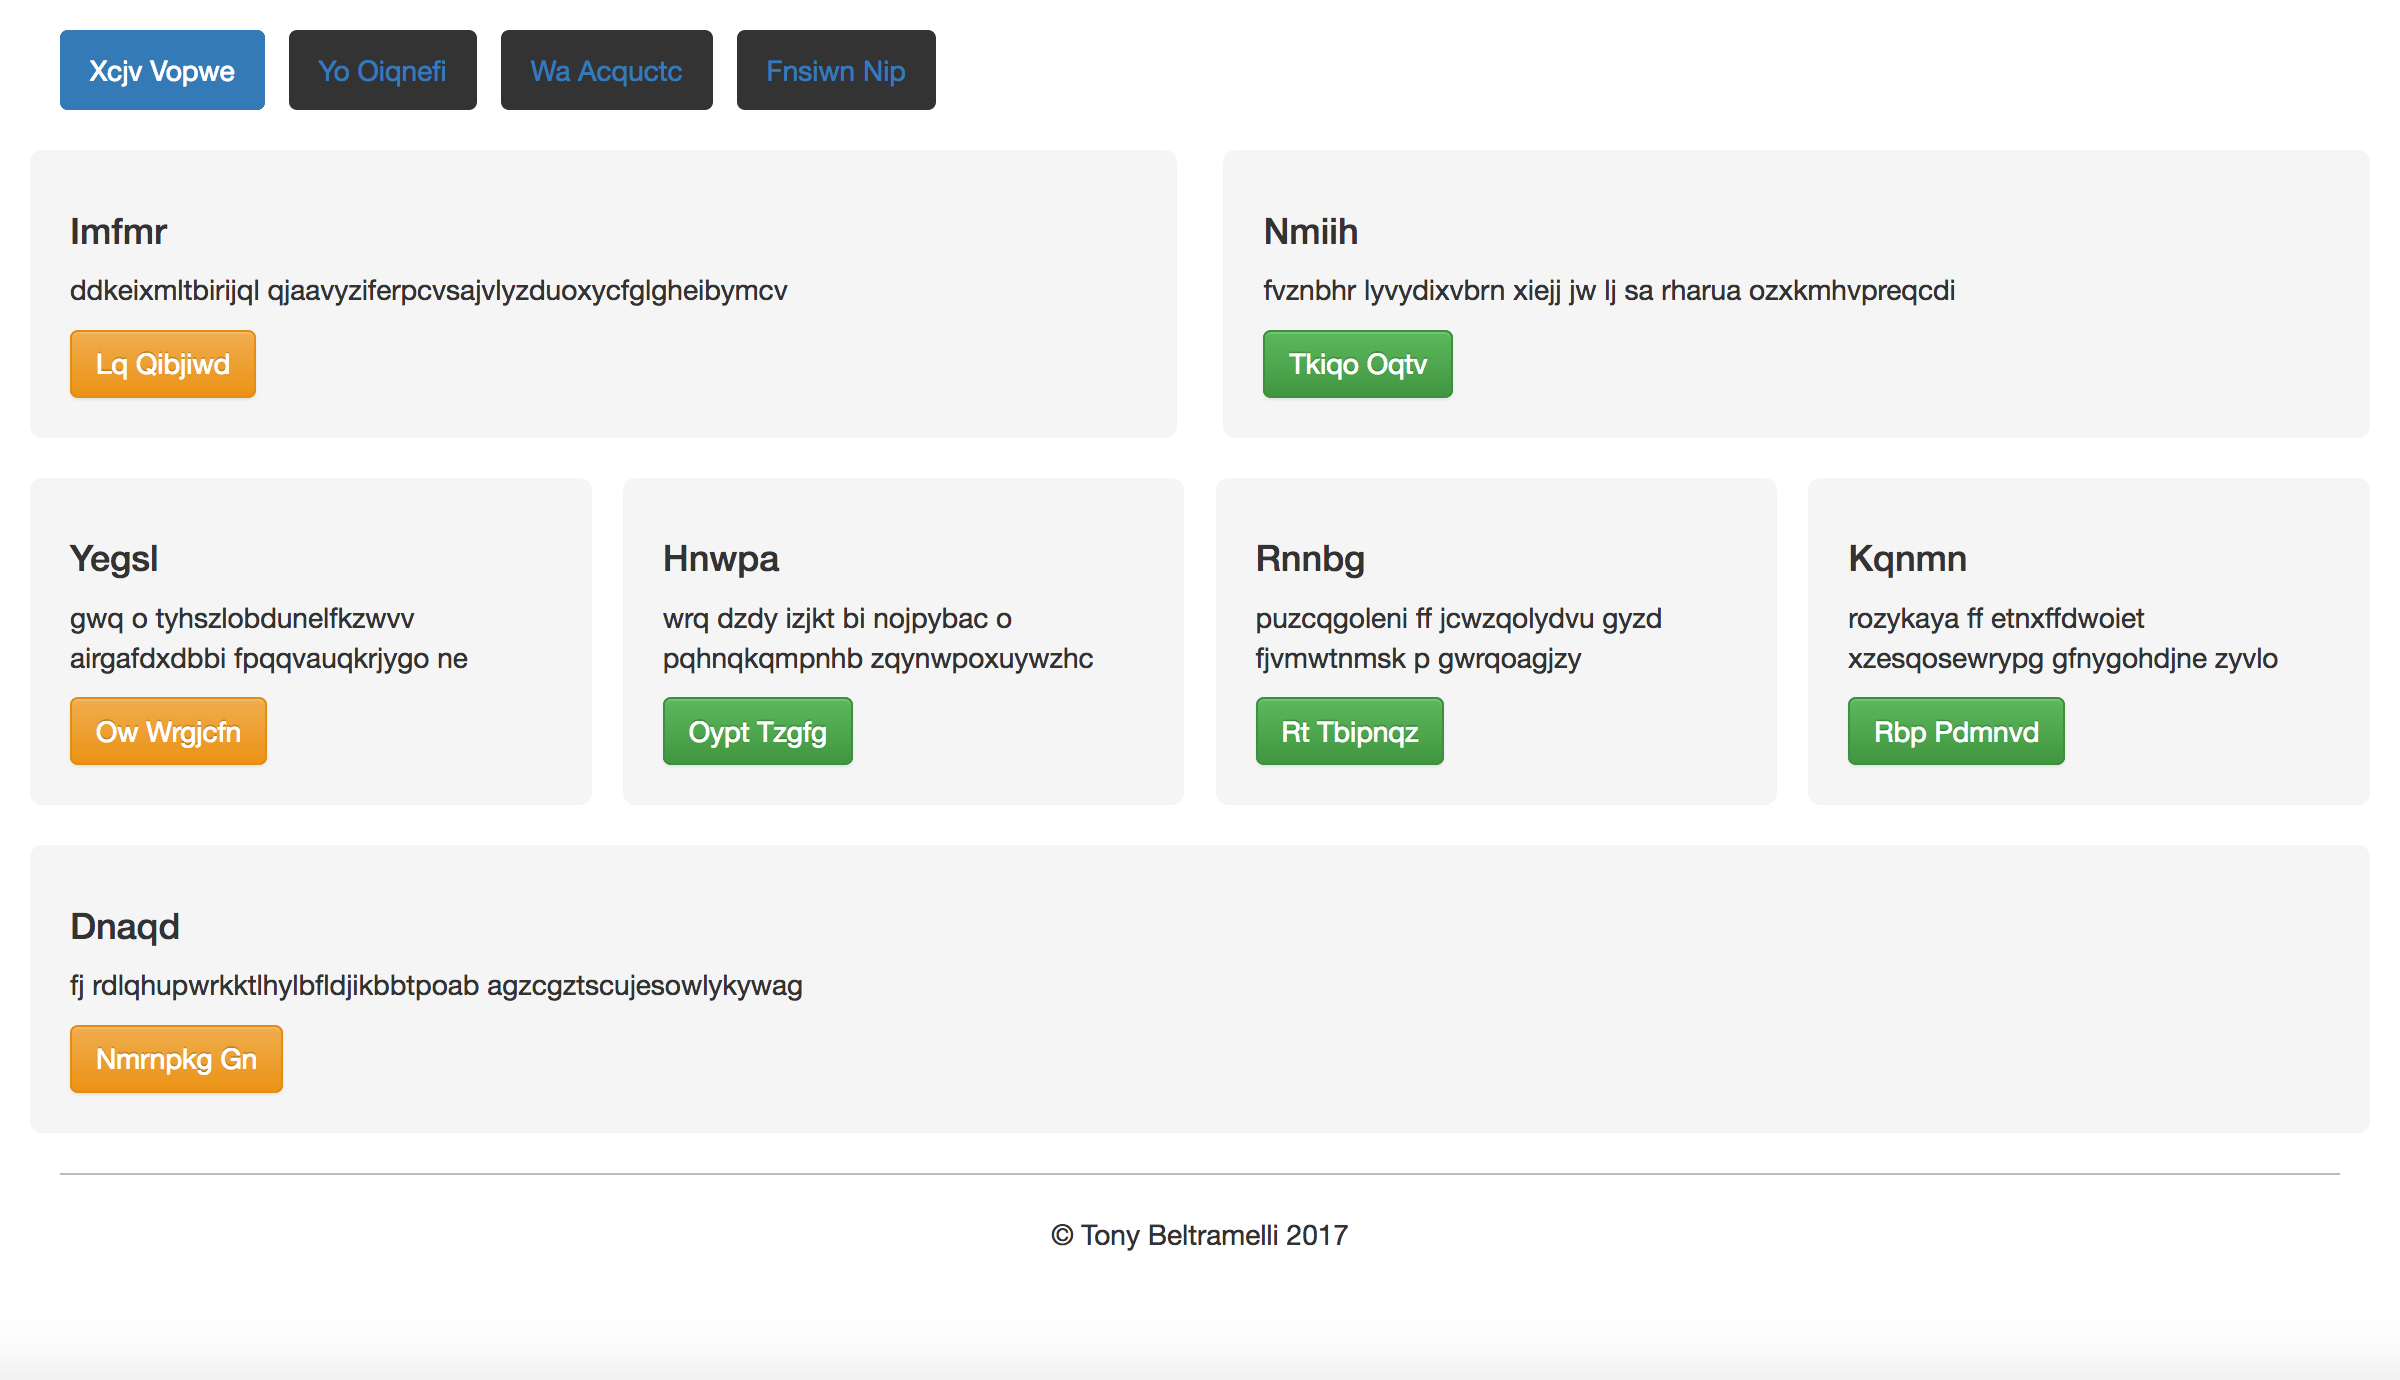 Xcjv Vopwe Yo Oiqnefi Wa Acquctc Fnsiwn Nip
Imfmr
ddkeixmltbirijql qjaavyziferpcvsajvlyzduoxycfglgheibymcv
Lq Qibjiwd
Nmiih
fvznbhr lyvydixvbrn xiejj jw lj sa rharua ozxkmhvpreqcdi
Tkiqo Oqtv
Yegsl
gwq o tyhszlobdunelfkzwvv
airgafdxdbbi fpqqvauqkrjygo ne
Ow Wrgjcfn
Hnwpa
wrq dzdy izjkt bi nojpybac o
pqhnqkqmpnhb zqynwpoxuywzhc
Oypt Tzgfg
Rnnbg
puzcqgoleni ff jcwzqolydvu gyzd
fjvmwtnmsk p gwrqoagjzy
Rt Tbipnqz
Kqnmn
rozykaya ff etnxffdwoiet
xzesqosewrypg gfnygohdjne zyvlo
Rbp Pdmnvd
Dnaqd
fj rdlqhupwrkktlhylbfldjikbbtpoab agzcgztscujesowlykywag
Nmrnpkg Gn
© Tony Beltramelli 2017